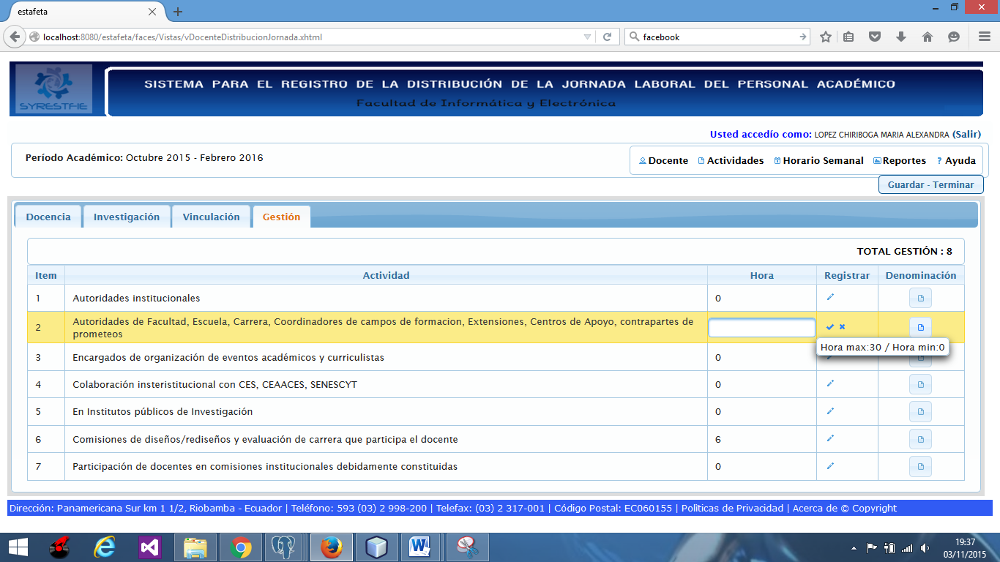 estafeta
localhost:8080/estafeta/faces/Vistas/vDocenteDistribucionJornada.xhtml
facebook
SYRESTFIE
SISTEMA PARA EL REGISTRO DE LA DISTRIBUCIÓN DE LA JORNADA LABORAL DEL PERSONAL ACADÉMICO
Facultad de Informática y Electrónica
Usted accedío como: LOPEZ CHIRIBOGA MARIA ALEXANDRA (Salir)
Período Académico: Octubre 2015 - Febrero 2016
Docente Actividades Horario Semanal Reportes ? Ayuda
Guardar - Terminar
Docencia Investigación Vinculación Gestión
TOTAL GESTIÓN : 8
Item Actividad Hora Registrar Denominación
1 Autoridades institucionales 0
2 Autoridades de Facultad, Escuela, Carrera, Coordinadores de campos de formacion, Extensiones, Centros de Apoyo, contrapartes de
prometeos
Hora max:30 / Hora min:0
3 Encargados de organización de eventos académicos y curriculistas 0
4 Colaboración insteristitucional con CES, CEAACES, SENESCYT 0
5 En Institutos públicos de Investigación 0
6 Comisiones de diseños/rediseños y evaluación de carrera que participa el docente 6
7 Participación de docentes en comisiones institucionales debidamente constituidas 0
Dirección: Panamericana Sur km 1 1/2, Riobamba - Ecuador | Teléfono: 593 (03) 2 998-200 | Telefax: (03) 2 317-001 | Código Postal: EC060155 | Políticas de Privacidad | Acerca de © Copyright
19:37
03/11/2015